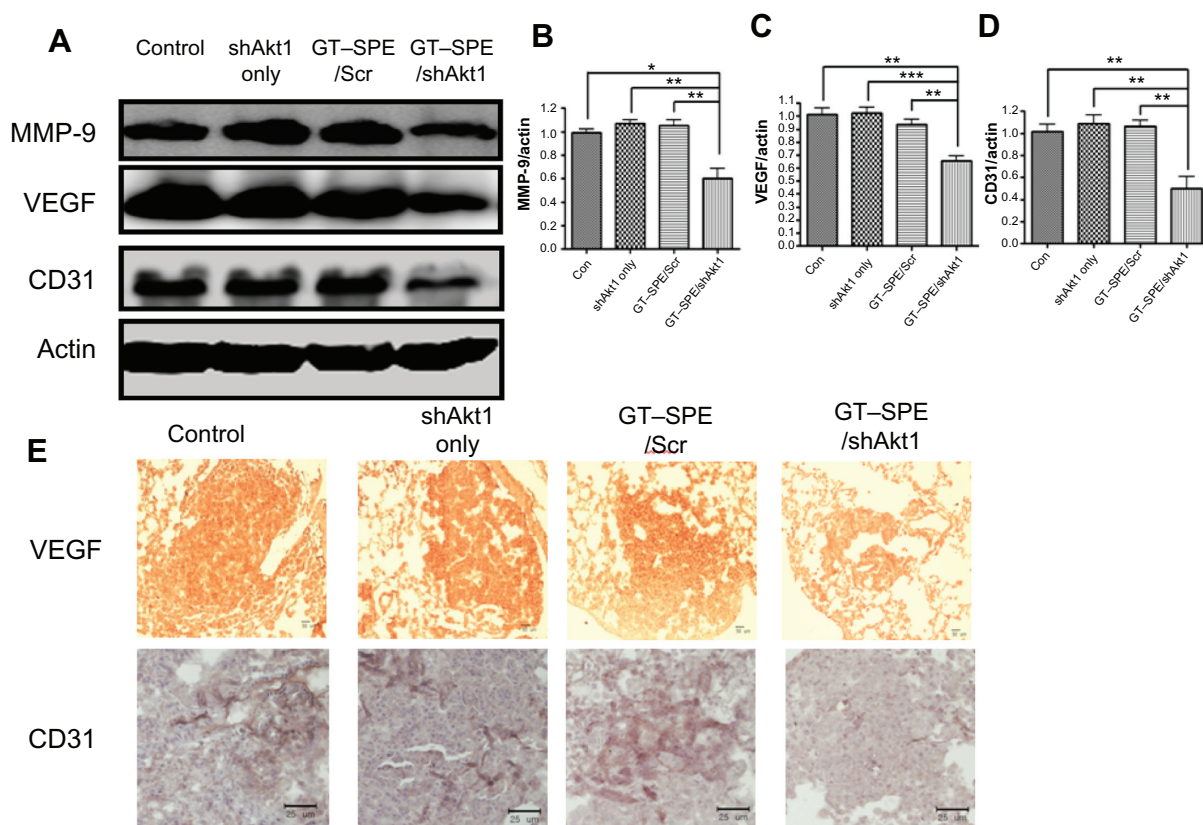 A
Control
shAkt1
only
GT–SPE
/Scr
GT–SPE
/shAkt1
MMP-9
VEGF
CD31
Actin
B
*
**
**
MMP-9/actin
1.2
1.0
0.8
0.6
0.4
0.2
0.0
Con
shAkt1 only
GT–SPE/Scr
GT–SPE/shAkt1
C
**
***
**
VEGF/actin
1.1
1.0
0.9
0.8
0.7
0.6
0.5
0.4
0.3
0.2
0.1
0.0
Con
shAkt1 only
GT–SPE/Scr
GT–SPE/shAkt1
D
**
**
**
CD31/actin
1.2
1.0
0.8
0.6
0.4
1.2
0.0
Con
shAkt1 only
GT–SPE/Scr
GT–SPE/shAkt1
E
Control
shAkt1
only
GT–SPE
/Scr
GT–SPE
/shAkt1
VEGF
CD31
25 um
25 um
25 um
25 um